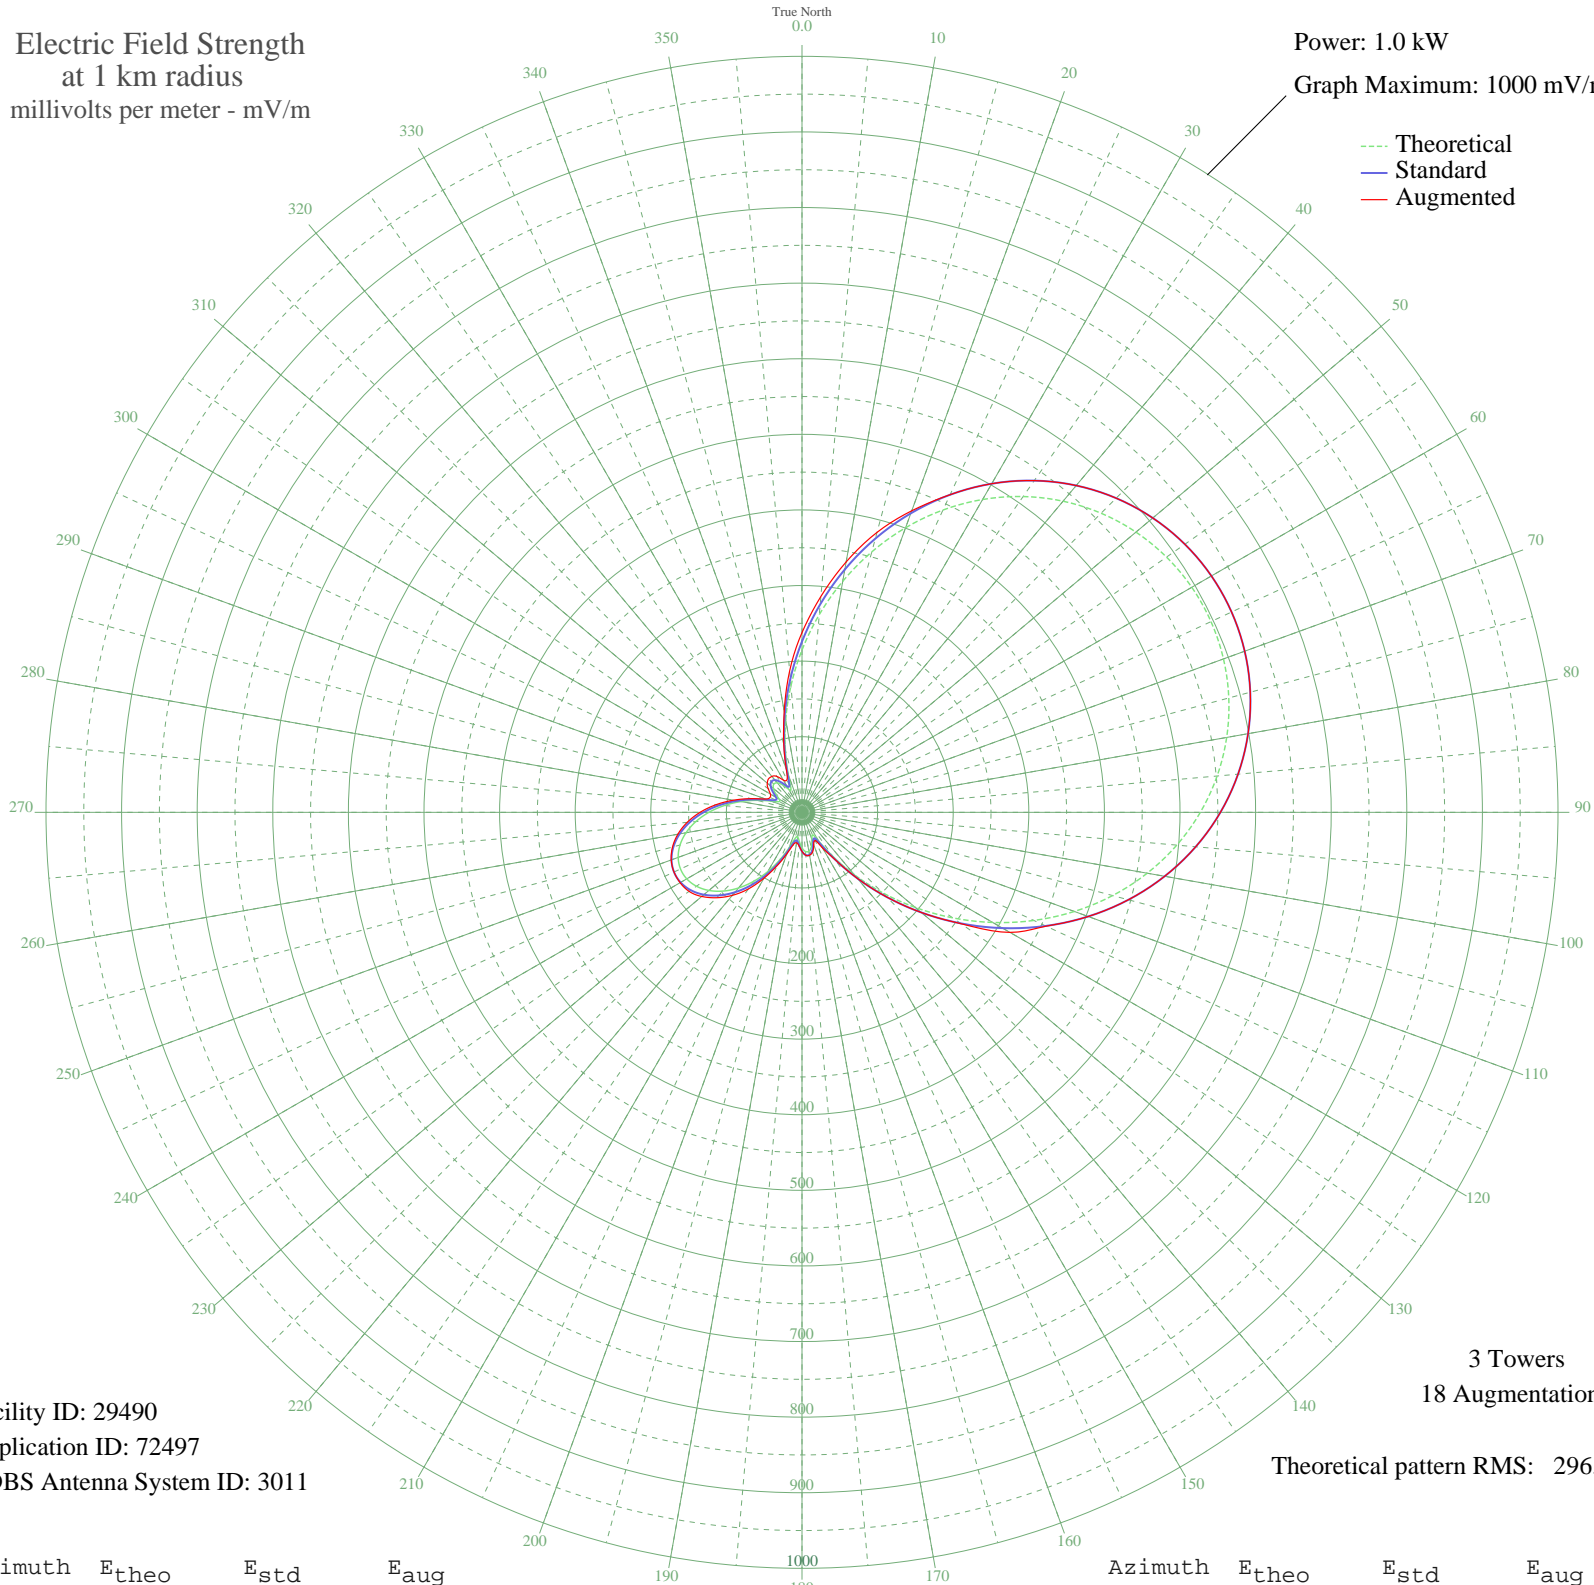 True North
0.0
Electric Field Strength
at 1 km radius
millivolts per meter - mV/m
Power: 1.0 kW
Graph Maximum: 1000 mV/
Theoretical
Standard
Augmented
10
20
30
40
50
60
70
80
90
100
110
120
130
140
150
160
170
190
200
210
220
230
240
250
260
270
280
290
300
310
320
330
340
350
200
300
400
500
600
700
800
900
1000
3 Towers
18 Augmentation
cility ID: 29490
plication ID: 72497
DBS Antenna System ID: 3011
Theoretical pattern RMS: 296
imuth Etheo Estd Eaug
Azimuth Etheo Estd Eaug